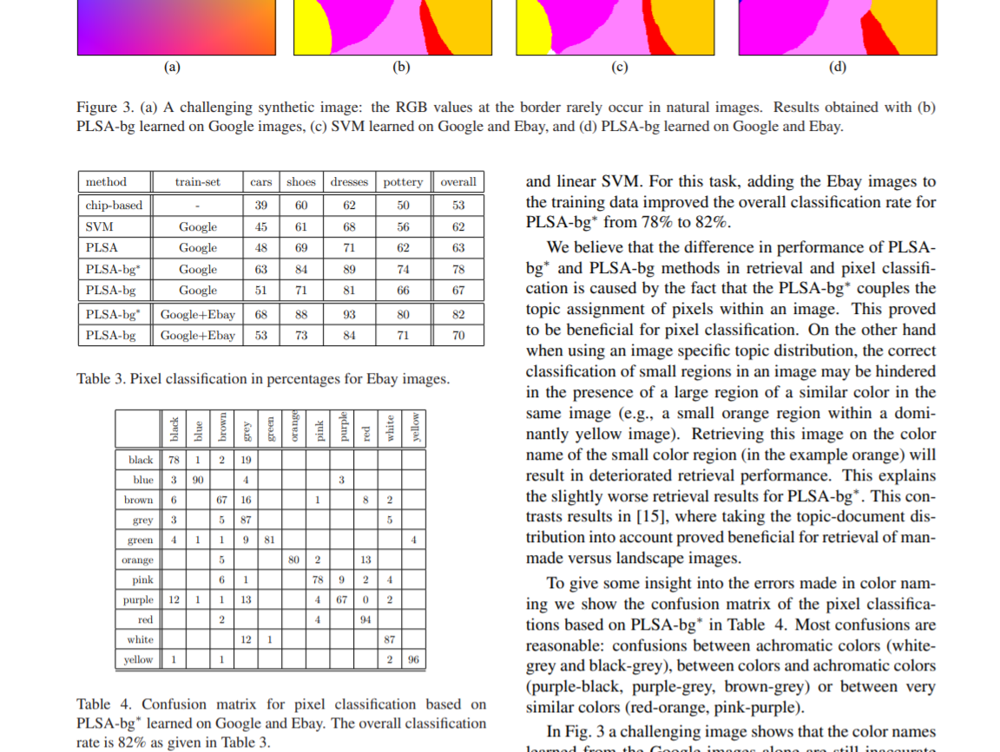 (a) (b) (c) (d)
Figure 3. (a) A challenging synthetic image: the RGB values at the border rarely occur in natural images. Results obtained with (b)
PLSA-bg learned on Google images, (c) SVM learned on Google and Ebay, and (d) PLSA-bg learned on Google and Ebay.
method train-set cars shoes dresses pottery overall
chip-based - 39 60 62 50 53
SVM Google 45 61 68 56 62
PLSA Google 48 69 71 62 63
PLSA-bg* Google 63 84 89 74 78
PLSA-bg Google 51 71 81 66 67
PLSA-bg* Google+Ebay 68 88 93 80 82
PLSA-bg Google+Ebay 53 73 84 71 70
Table 3. Pixel classification in percentages for Ebay images.
black blue brown grey green orange pink purple red white yellow
black 78 1 2 19
blue 3 90 4 3
brown 6 67 16 1 8 2
grey 3 5 87 5
green 4 1 1 9 81 4
orange 5 80 2 13
pink 6 1 78 9 2 4
purple 12 1 1 13 4 67 0 2
red 2 4 94
white 12 1 87
yellow 1 1 2 96
Table 4. Confusion matrix for pixel classification based on
PLSA-bg* learned on Google and Ebay. The overall classification
rate is 82% as given in Table 3.
and linear SVM. For this task, adding the Ebay images to
the training data improved the overall classification rate for
PLSA-bg* from 78% to 82%.
We believe that the difference in performance of PLSA-
bg* and PLSA-bg methods in retrieval and pixel classifi-
cation is caused by the fact that the PLSA-bg* couples the
topic assignment of pixels within an image. This proved
to be beneficial for pixel classification. On the other hand
when using an image specific topic distribution, the correct
classification of small regions in an image may be hindered
in the presence of a large region of a similar color in the
same image (e.g., a small orange region within a domi-
nantly yellow image). Retrieving this image on the color
name of the small color region (in the example orange) will
result in deteriorated retrieval performance. This explains
the slightly worse retrieval results for PLSA-bg*. This con-
trasts results in [15], where taking the topic-document dis-
tribution into account proved beneficial for retrieval of man-
made versus landscape images.
To give some insight into the errors made in color nam-
ing we show the confusion matrix of the pixel classifica-
tions based on PLSA-bg* in Table 4. Most confusions are
reasonable: confusions between achromatic colors (white-
grey and black-grey), between colors and achromatic colors
(purple-black, purple-grey, brown-grey) or between very
similar colors (red-orange, pink-purple).
In Fig. 3 a challenging image shows that the color names
learned from the Google images alone are still inaccurate